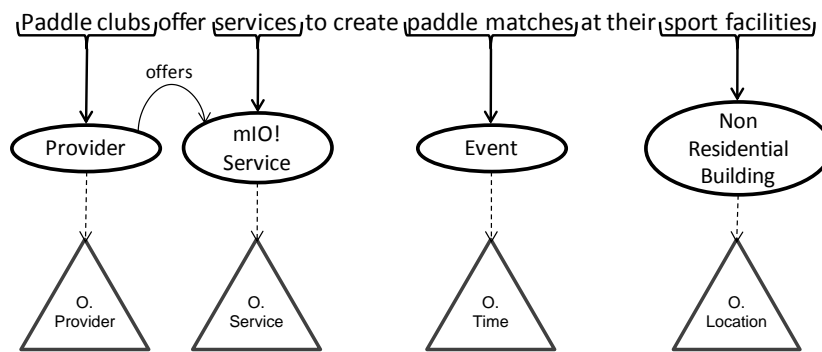 Paddle clubs offer services to create paddle matches at their sport facilities
offers
Provider
mIO!
Service
Event
Non
Residential
Building
O.
Provider
O.
Service
O.
Time
O.
Location